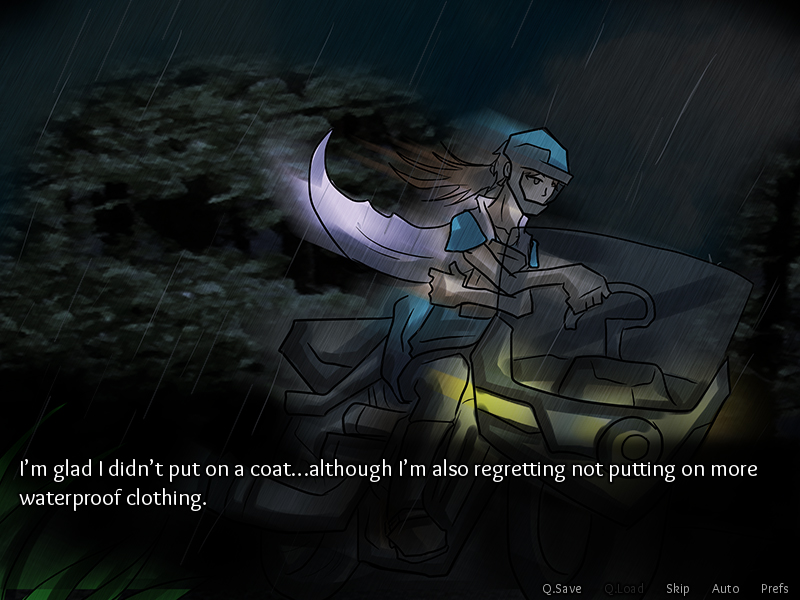 I’m glad I didn’t put on a coat...although I’m also regretting not putting on more
waterproof clothing.
Q.Save Q.Load Skip Auto Prefs